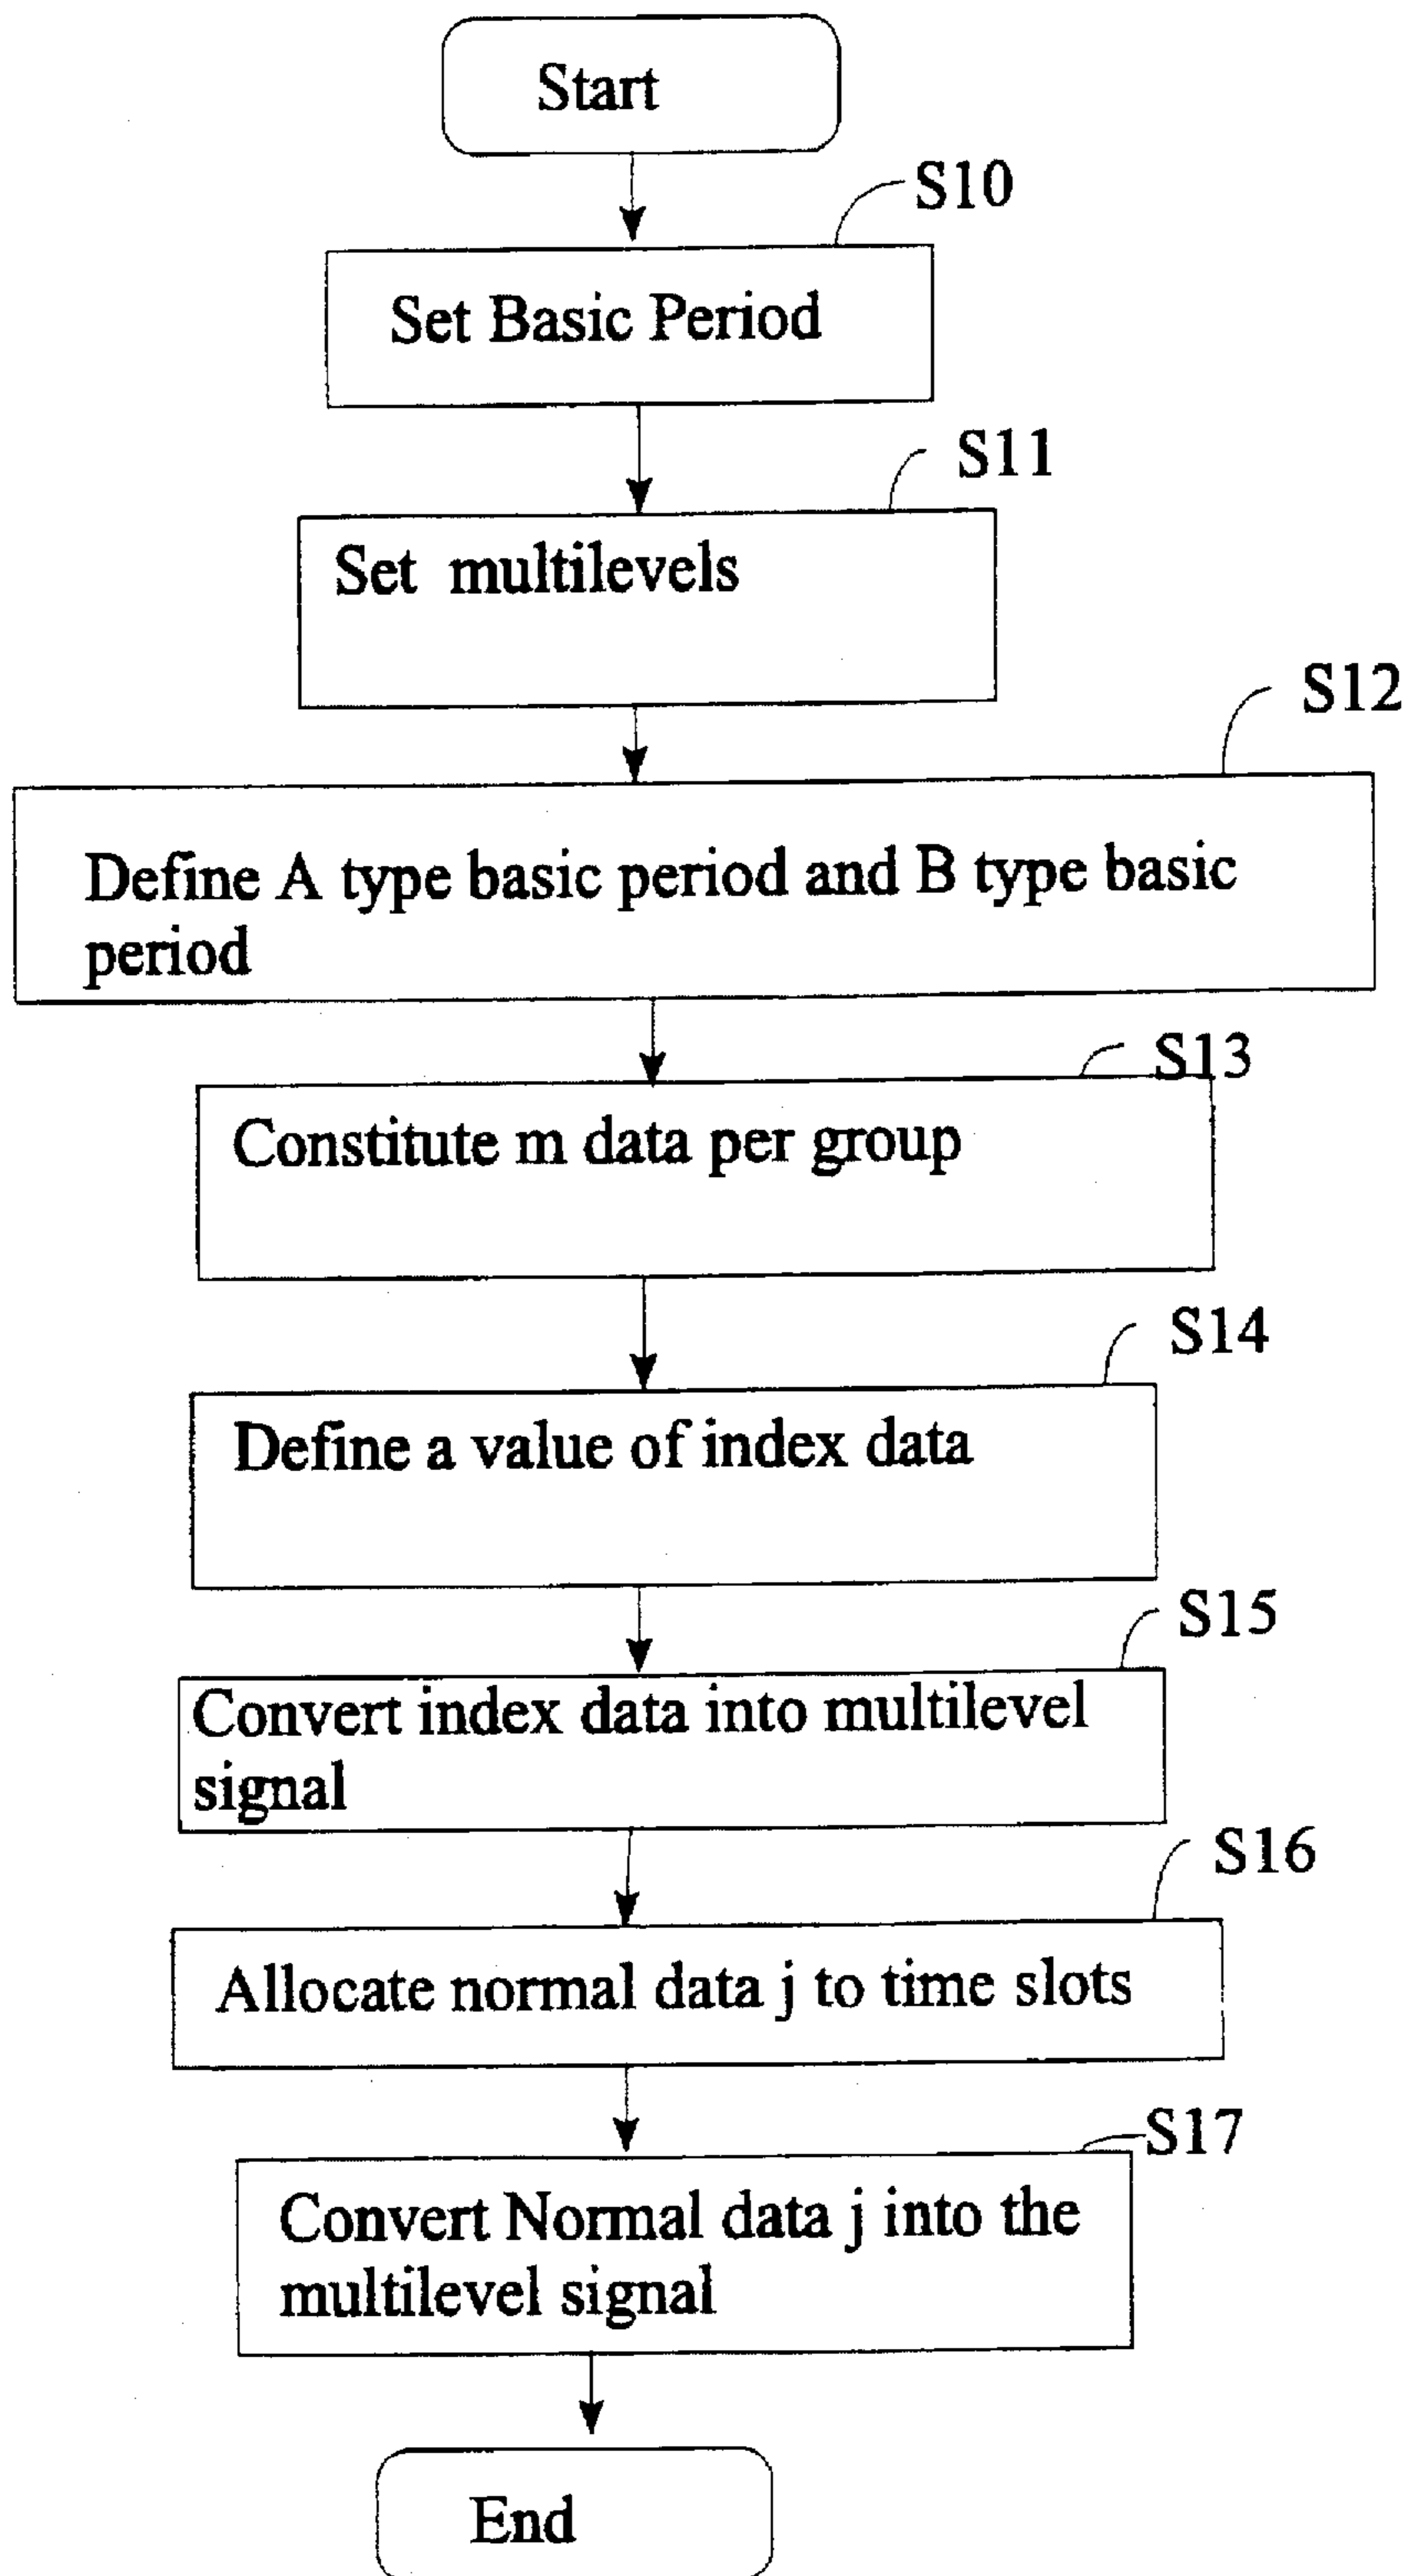 Start
S10
Set Basic Period
S11
Set multilevels
S12
Define A type basic period and B type basic
period
S13
Constitute m data per group
S14
Define a value of index data
S15
Convert index data into multilevel
signal
S16
Allocate normal data j to time slots
S17
Convert Normal data j into the
multilevel signal
End